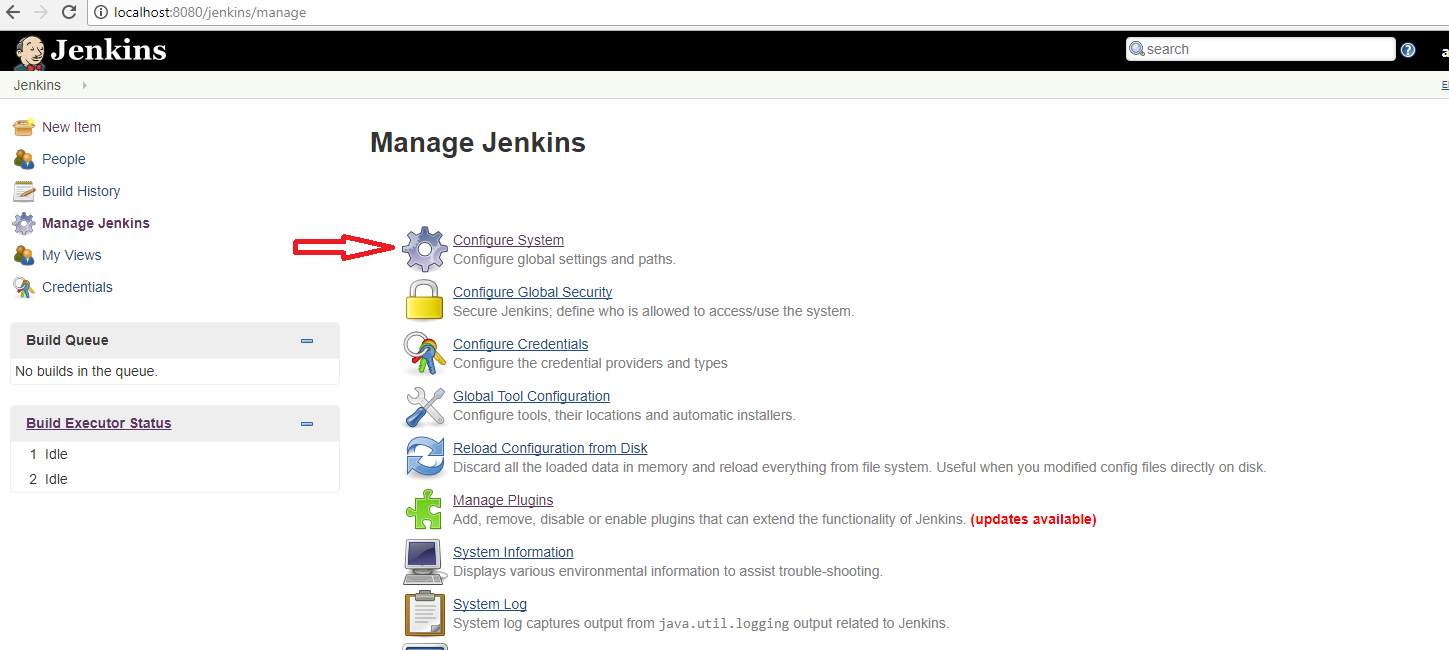 localhost:8080/jenkins/manage
Jenkins
search
Jenkins
New Item
People
Build History
Manage Jenkins
My Views
Credentials
Build Queue
No builds in the queue.
Build Executor Status
1 Idle
2 Idle
Manage Jenkins
Configure System
Configure global settings and paths.
Configure Global Security
Secure Jenkins; define who is allowed to access/use the system.
Configure Credentials
Configure the credential providers and types
Global Tool Configuration
Configure tools, their locations and automatic installers.
Reload Configuration from Disk
Discard all the loaded data in memory and reload everything from file system. Useful when you modified config files directly on disk.
Manage Plugins
Add, remove, disable or enable plugins that can extend the functionality of Jenkins. (updates available)
System Information
Displays various environmental information to assist trouble-shooting.
System Log
System log captures output from java.util.logging output related to Jenkins.